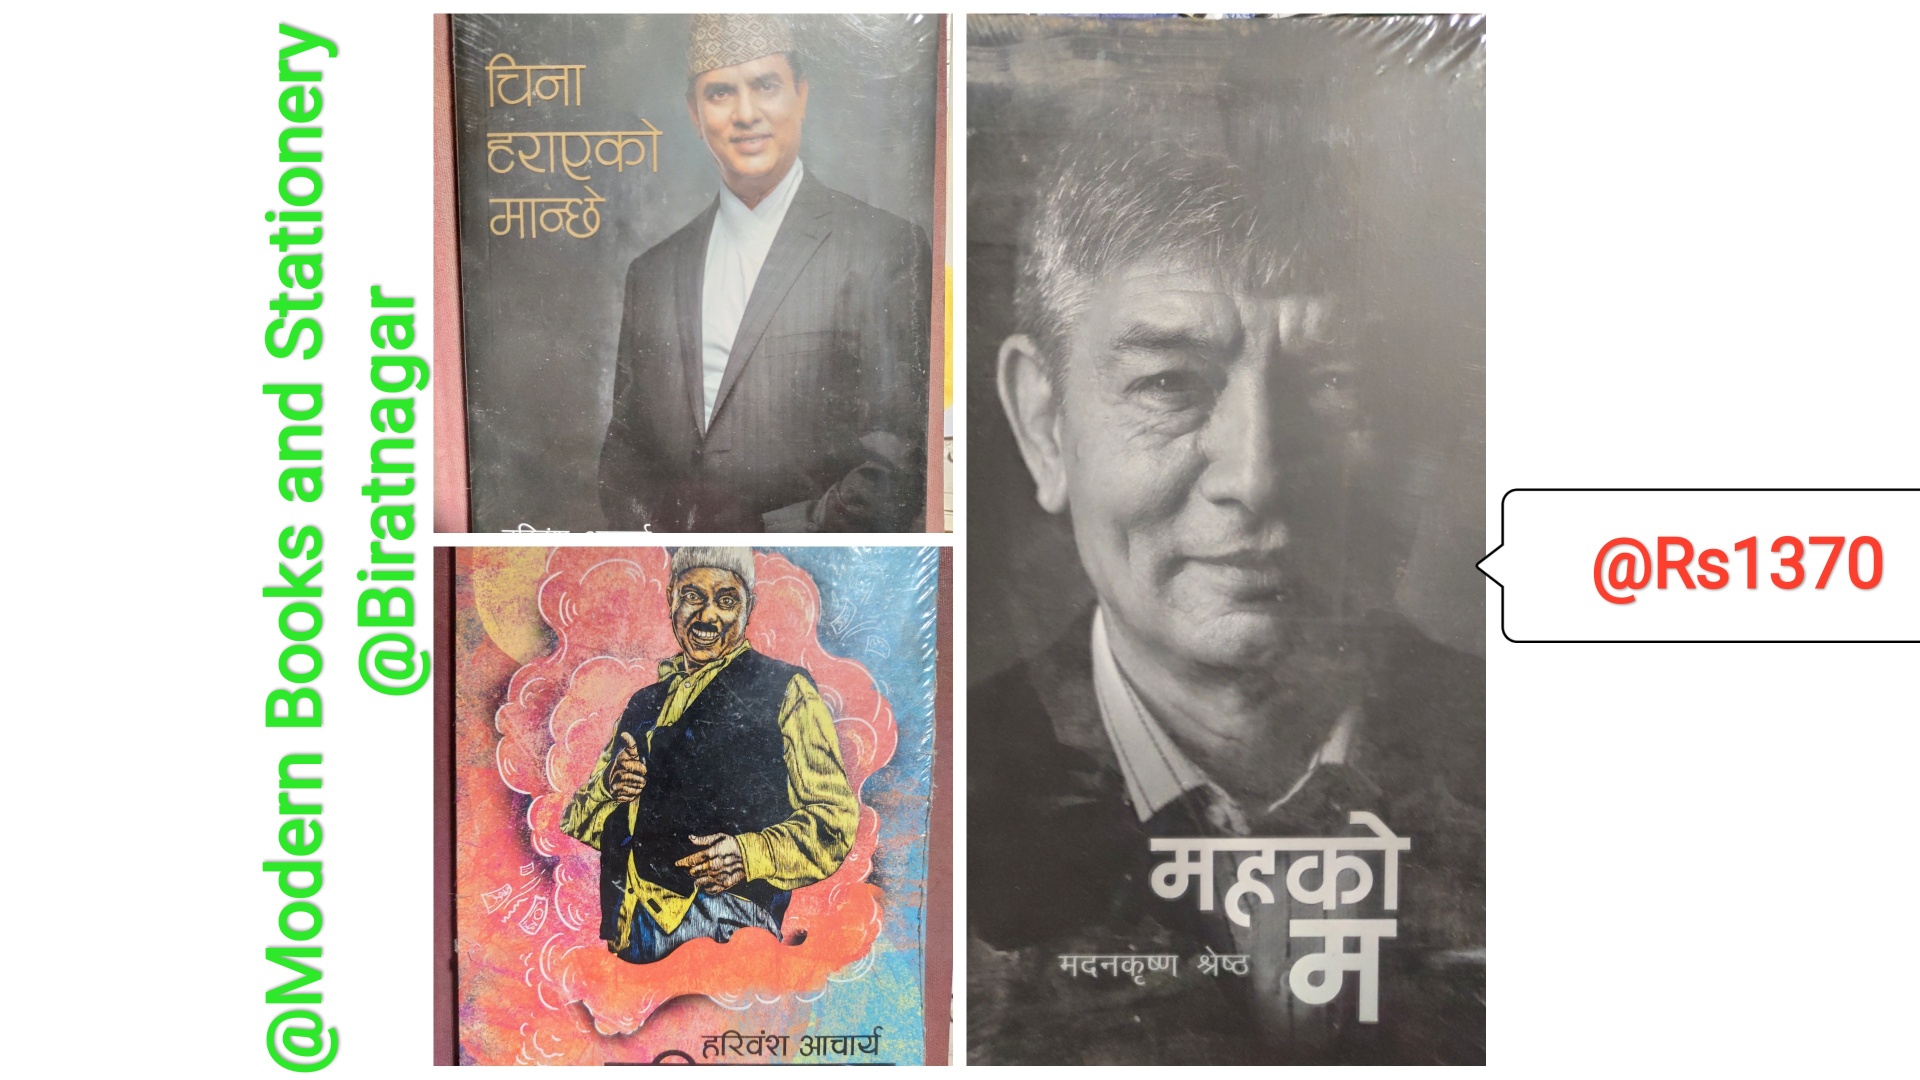 @Modern Books and Stationery
@Biratnagar
चिना
हराएको
मान्छे
हरिवंश आचार्य
महको
म
मदनकृष्ण श्रेष्ठ
@Rs1370